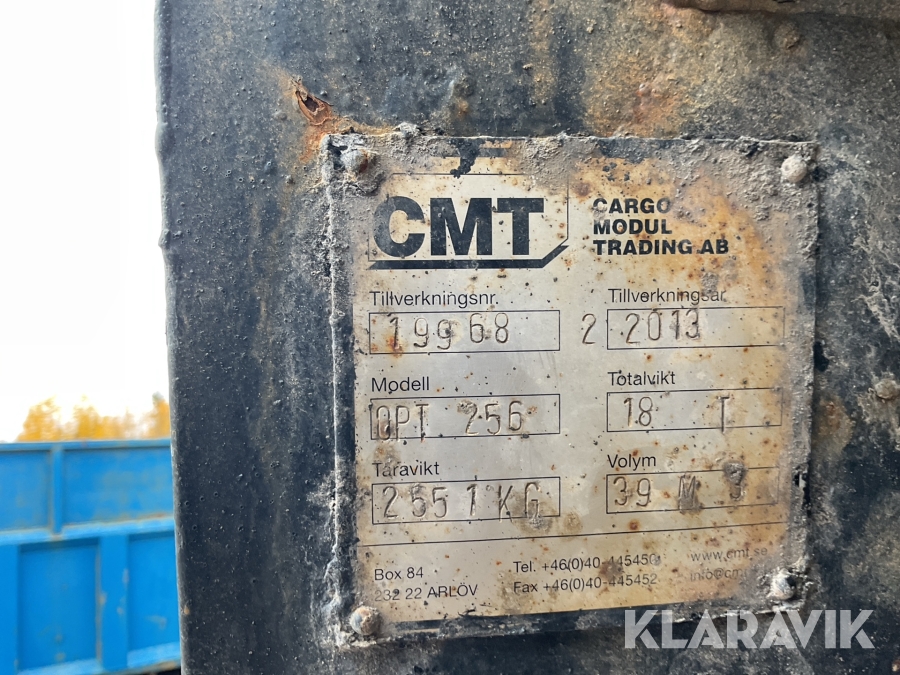 CMT
CARGO
MODUL
TRADING AB
Tillverkningsnr. Tillverkningsår
19968 2 2013
Modell Totalvikt
OPT 256 18 T
Taravikt Volym
2551KG 39 M 3
Box 84 Tel. +46(0)40-445450 www.cmt.se
232 22 ARLÖV Fax +46(0)40-445452
KLARAVIK